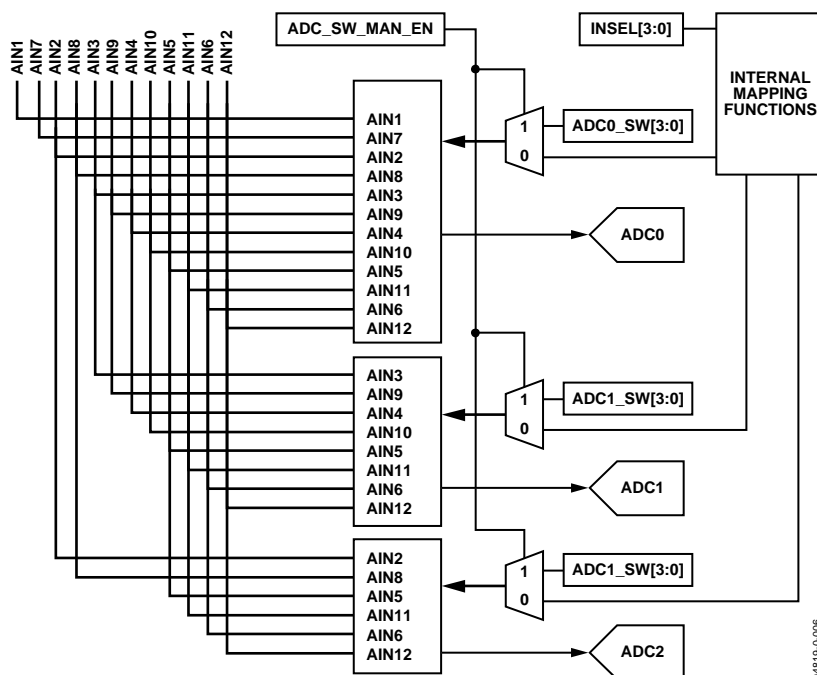 AIN1
AIN7
AIN2
AIN8
AIN3
AIN9
AIN4
AIN10
AIN5
AIN11
AIN6
AIN12
ADC_SW_MAN_EN
INSEL[3:0]
INTERNAL
MAPPING
FUNCTIONS
AIN1
AIN7
AIN2
AIN8
AIN3
AIN9
AIN4
AIN10
AIN5
AIN11
AIN6
AIN12
1
0
ADC0_SW[3:0]
ADC0
AIN3
AIN9
AIN4
AIN10
AIN5
AIN11
AIN6
AIN12
1
0
ADC1_SW[3:0]
ADC1
AIN2
AIN8
AIN5
AIN11
AIN6
AIN12
1
0
ADC1_SW[3:0]
ADC2